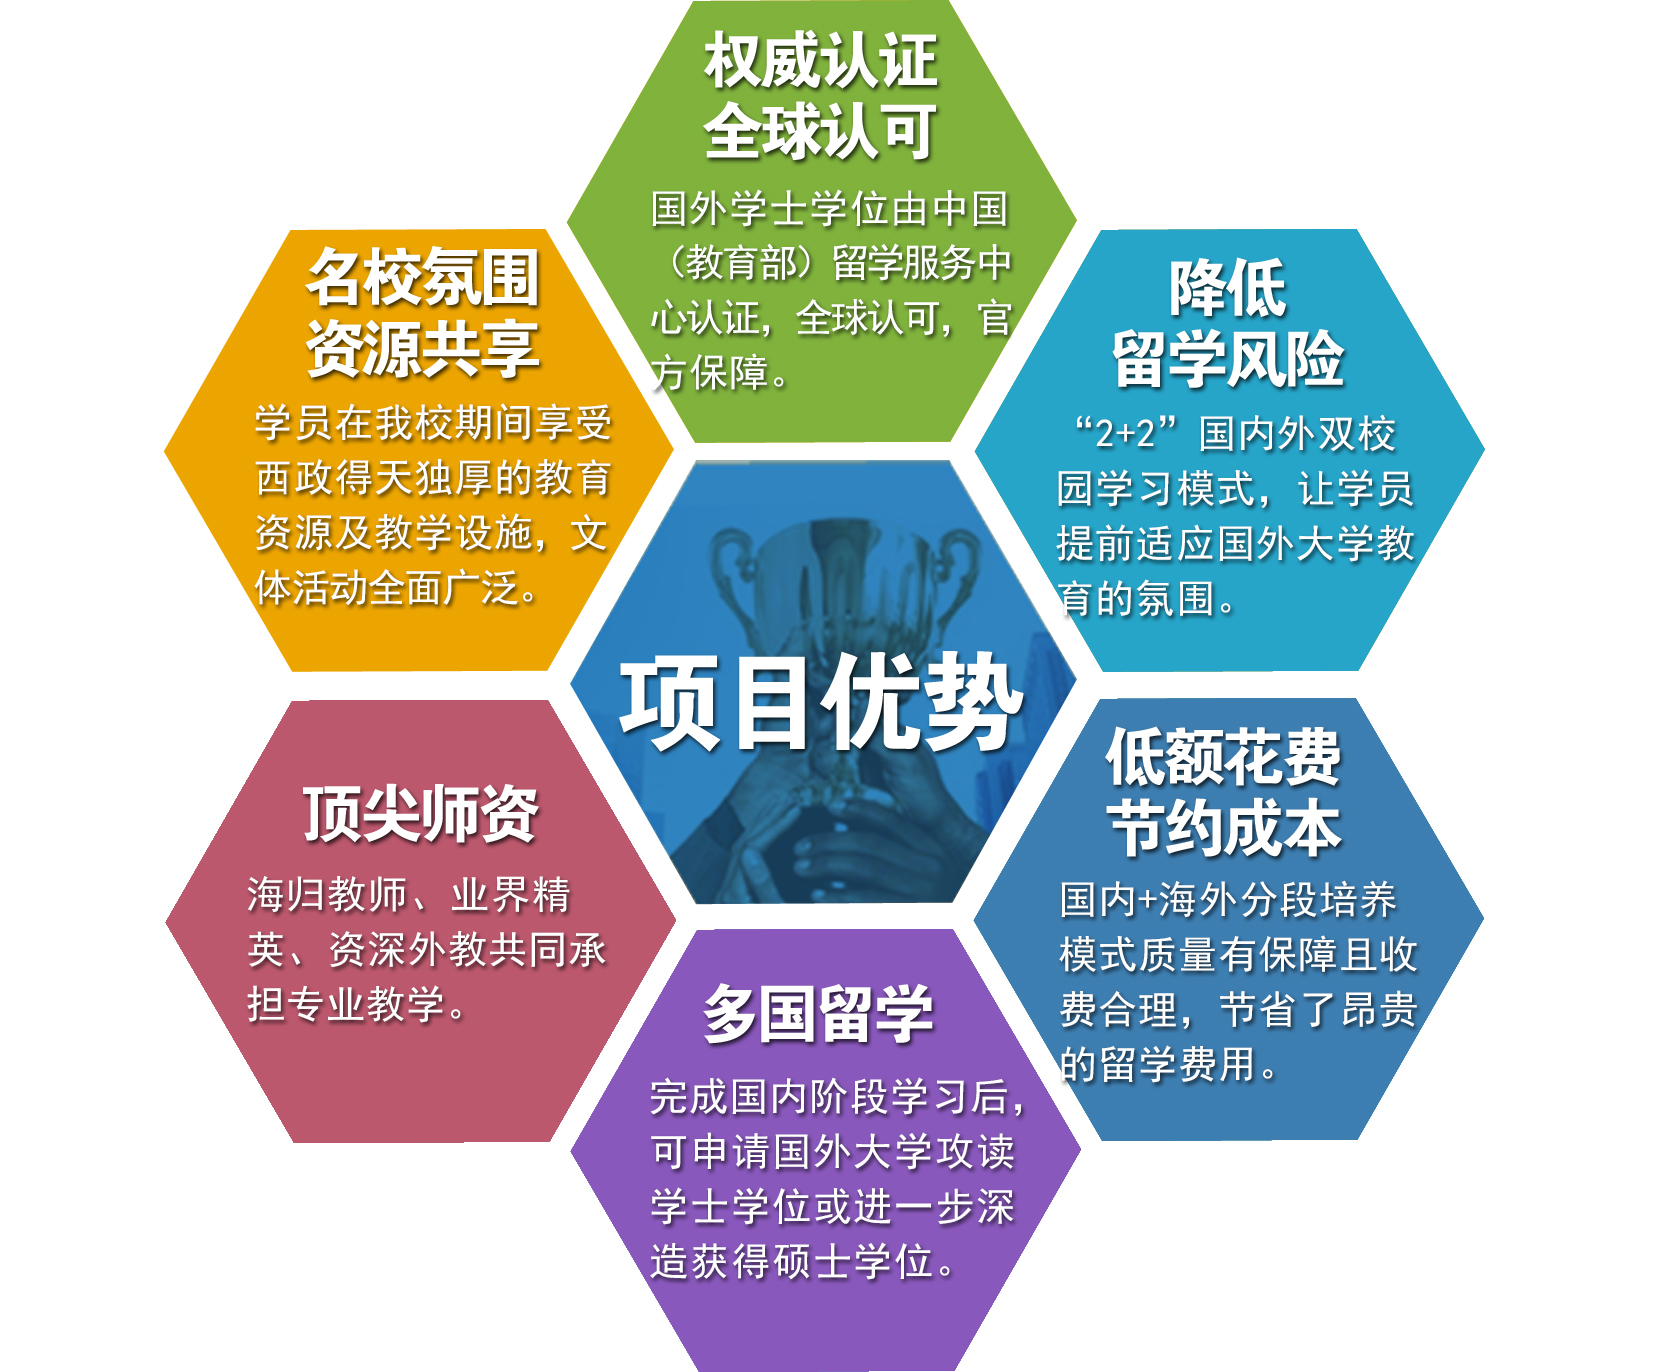 权威认证
全球认可
国外学士学位由中国
（教育部）留学服务中
心认证，全球认可，官
方保障。
名校氛围
资源共享
学员在我校期间享受
西政得天独厚的教育
资源及教学设施，文
体活动全面广泛。
降低
留学风险
“2+2”国内外双校
园学习模式，让学员
提前适应国外大学教
育的氛围。
项目优势
顶尖师资
海归教师、业界精
英、资深外教共同承
担专业教学。
低额花费
节约成本
国内+海外分段培养
模式质量有保障且收
费合理，节省了昂贵
的留学费用。
多国留学
完成国内阶段学习后，
可申请国外大学攻读
学士学位或进一步深
造获得硕士学位。